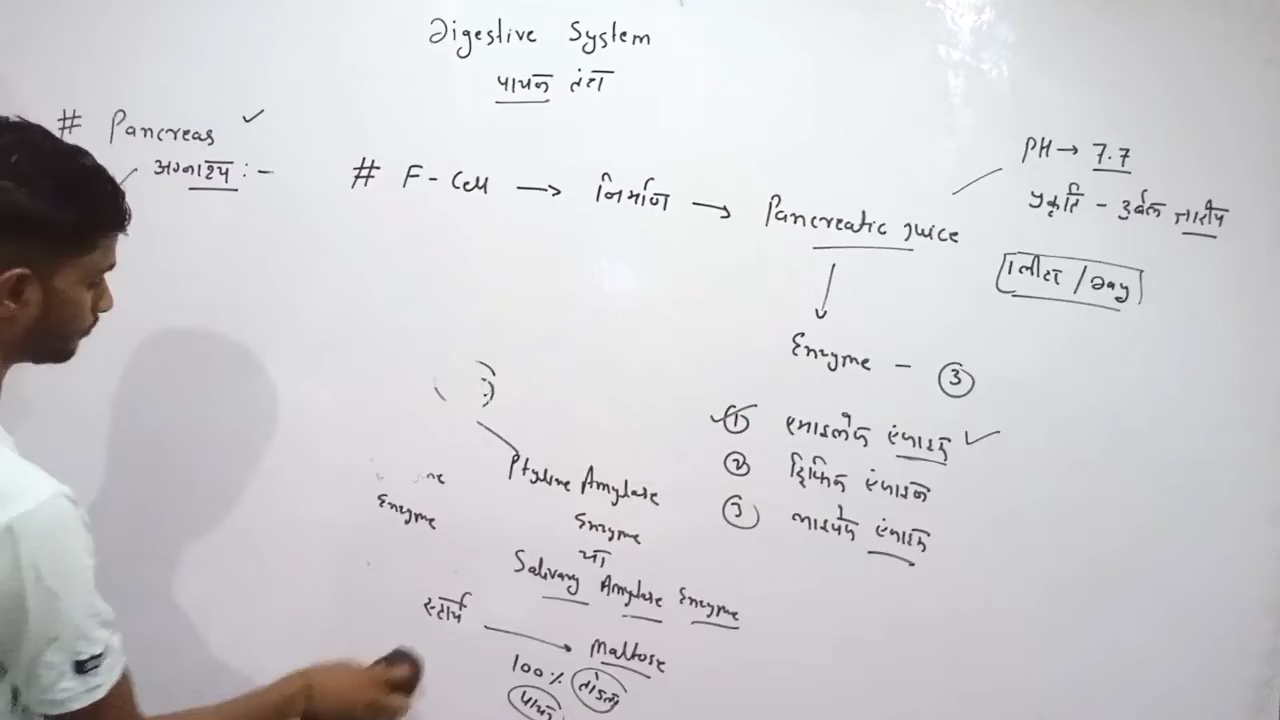 Digestive System
पाचन तंत्र
# Pancreas
अग्नाशय :-
# F-Cell → निर्माण → Pancreatic Juice
PH → 7.7
प्रकृति - दुर्बल क्षारीय
1 लीटर / Day
Enzyme - ③
① एमाइलेज एंजाइम
② ट्रिप्सिन एंजाइम
③ लाइपेज एंजाइम
Ptyline Amylase
Enzyme
Enzyme
या
Salivary Amylase Enzyme
स्टार्च → Maltose
100%
पाचन